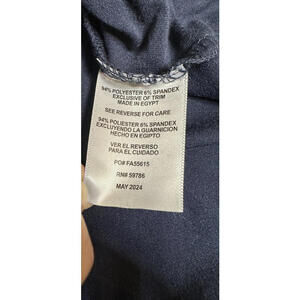 94% POLYESTER 6% SPANDEX
EXCLUSIVE OF TRIM
MADE IN EGYPT
SEE REVERSE FOR CARE
94% POLIESTER 6% SPANDEX
EXCLUYENDO LA GUARNICION
HECHO EN EGIPTO
VER EL REVERSO
PARA EL CUIDADO
PO# FA55615
RN# 59786
MAY 2024